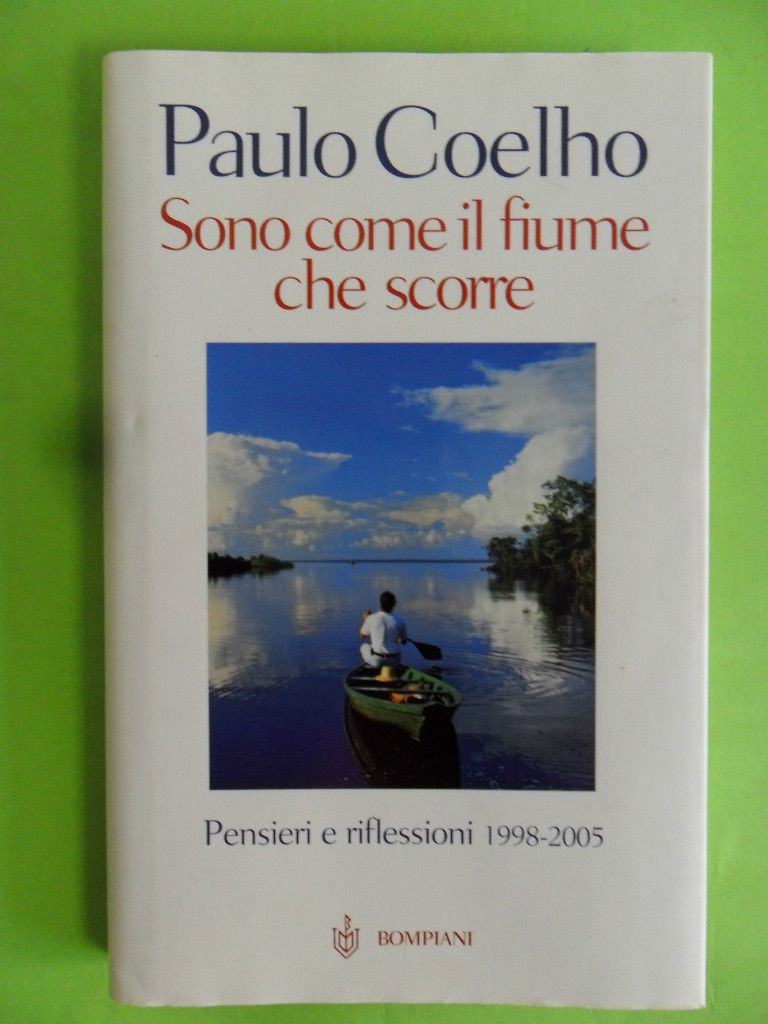 Paulo Coelho
Sono come il fiume
che scorre
Pensieri e riflessioni 1998-2005
BOMPIANI